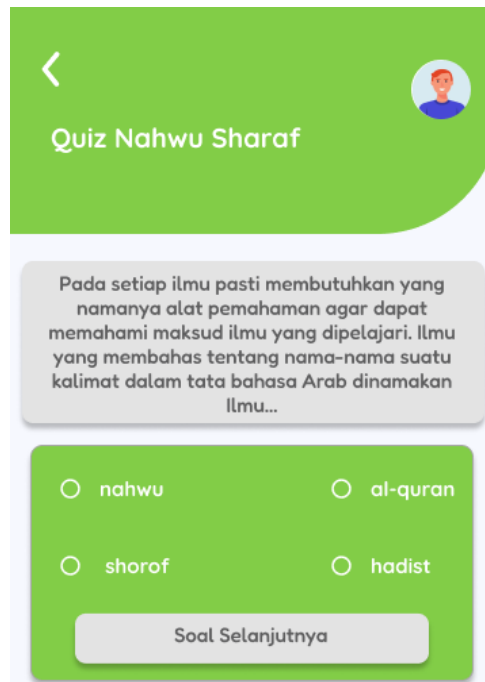 Quiz Nahwu Sharaf
Pada setiap ilmu pasti membutuhkan yang
namanya alat pemahaman agar dapat
memahami maksud ilmu yang dipelajari. Ilmu
yang membahas tentang nama-nama suatu
kalimat dalam tata bahasa Arab dinamakan
Ilmu...
nahwu
al-quran
shorof
hadist
Soal Selanjutnya